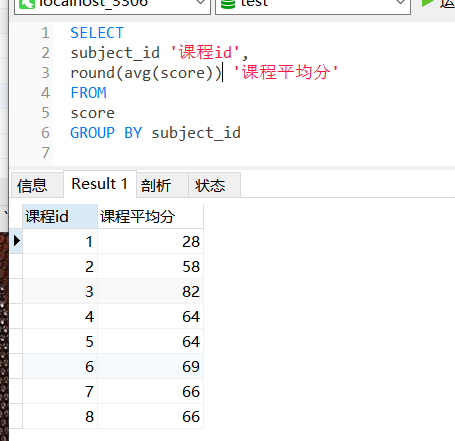 localhost_3306
test
1 SELECT
2 subject_id '课程id',
3 round(avg(score)) '课程平均分'
4 FROM
5 score
6 GROUP BY subject_id
7
信息 Result 1 剖析 状态
课程id 课程平均分
1 28
2 58
3 82
4 64
5 64
6 69
7 66
8 66